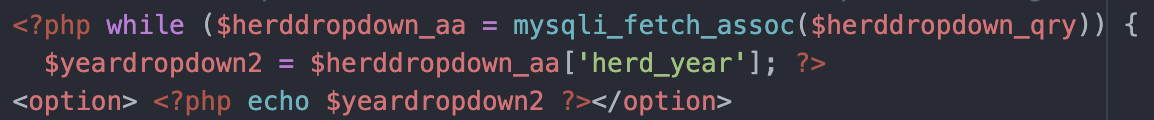 <?php while ($herddropdown_aa = mysqli_fetch_assoc($herddropdown_qry)) {
  $yeardropdown2 = $herddropdown_aa['herd_year']; ?>
<option> <?php echo $yeardropdown2 ?></option>